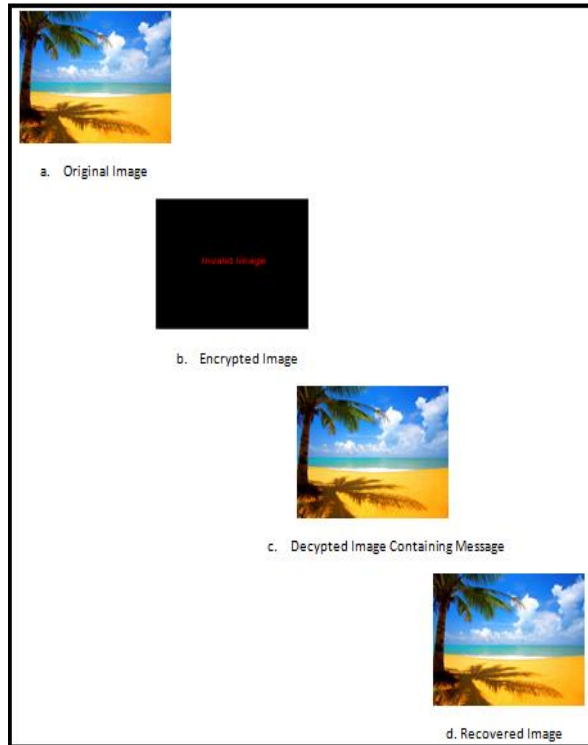 a. Original Image
Invalid Image
b. Encrypted Image
c. Decypted Image Containing Message
d. Recovered Image